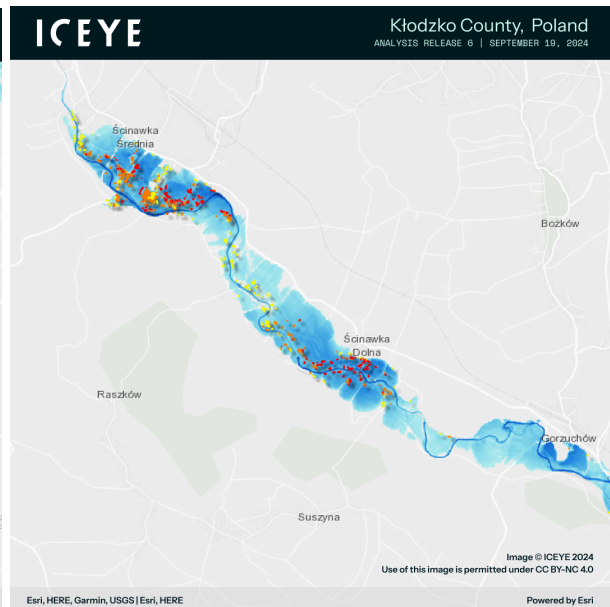 ICEYE
Kłodzko County, Poland
ANALYSIS RELEASE 6 | SEPTEMBER 19, 2024
Ścinawka
Średnia
Bożków
Ścinawka
Dolna
Raszków
Gorzuchów
Suszyna
Image © ICEYE 2024
Use of this image is permitted under CC BY-NC 4.0
Esri, HERE, Garmin, USGS | Esri, HERE
Powered by Esri